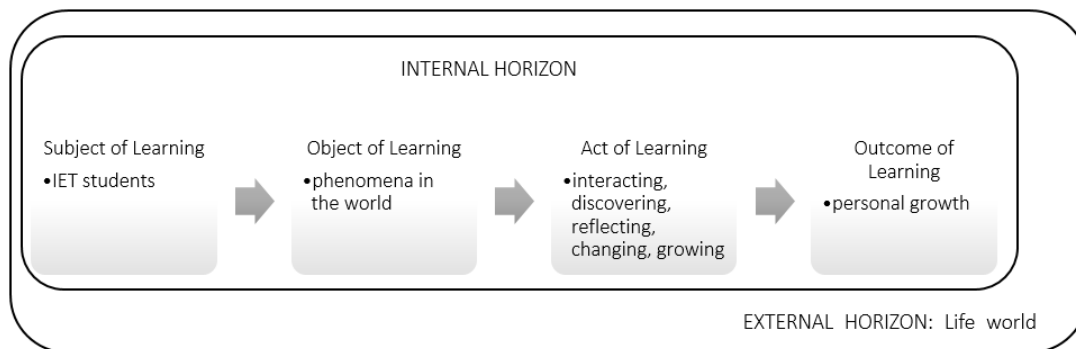 INTERNAL HORIZON
Subject of Learning
•IET students
Object of Learning
•phenomena in
the world
Act of Learning
•interacting,
discovering,
reflecting,
changing, growing
Outcome of
Learning
•personal growth
EXTERNAL HORIZON: Life world